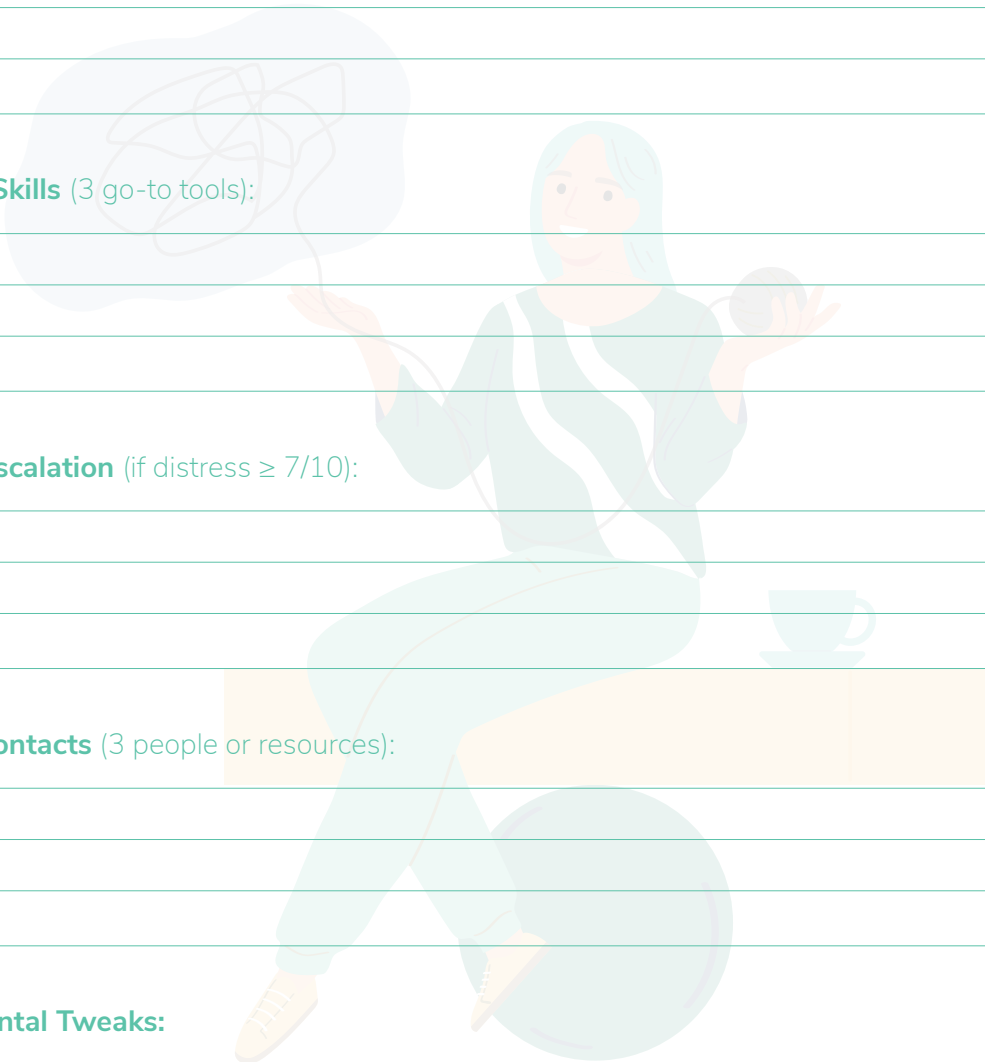 Skills (3 go-to tools):
scalation (if distress ≥ 7/10):
ontacts (3 people or resources):
ntal Tweaks: